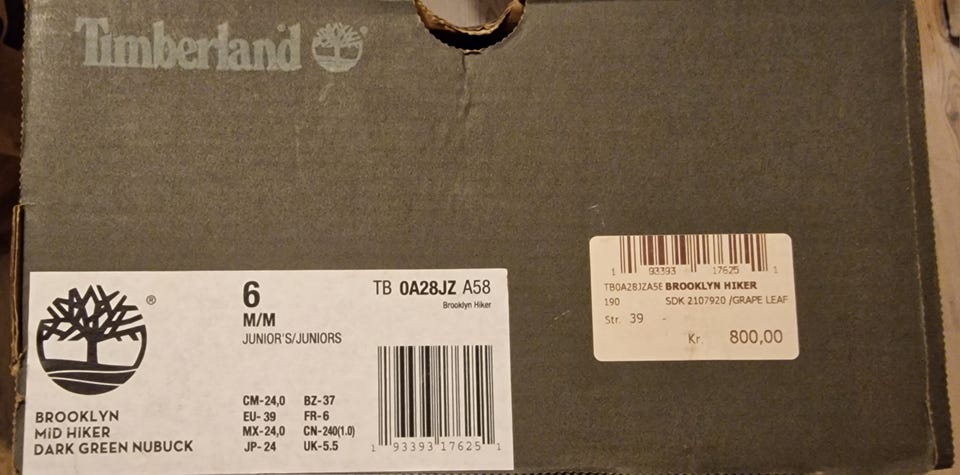 Timberland ®
®
6
M/M
JUNIOR'S/JUNIORS
TB 0A28JZ A58
Brooklyn Hiker
CM-24,0 BZ-37
EU- 39 FR-6
MX-24,0 CN-240(1.0)
JP- 24 UK-5.5
1 93393 17625 1
BROOKLYN
MiD HiKER
DARK GREEN NUBUCK
1 93393 17625 1
TB0A28JZA58 BROOKLYN HIKER
190 SDK 2107920 /GRAPE LEAF
Str. 39 -
Kr. 800,00